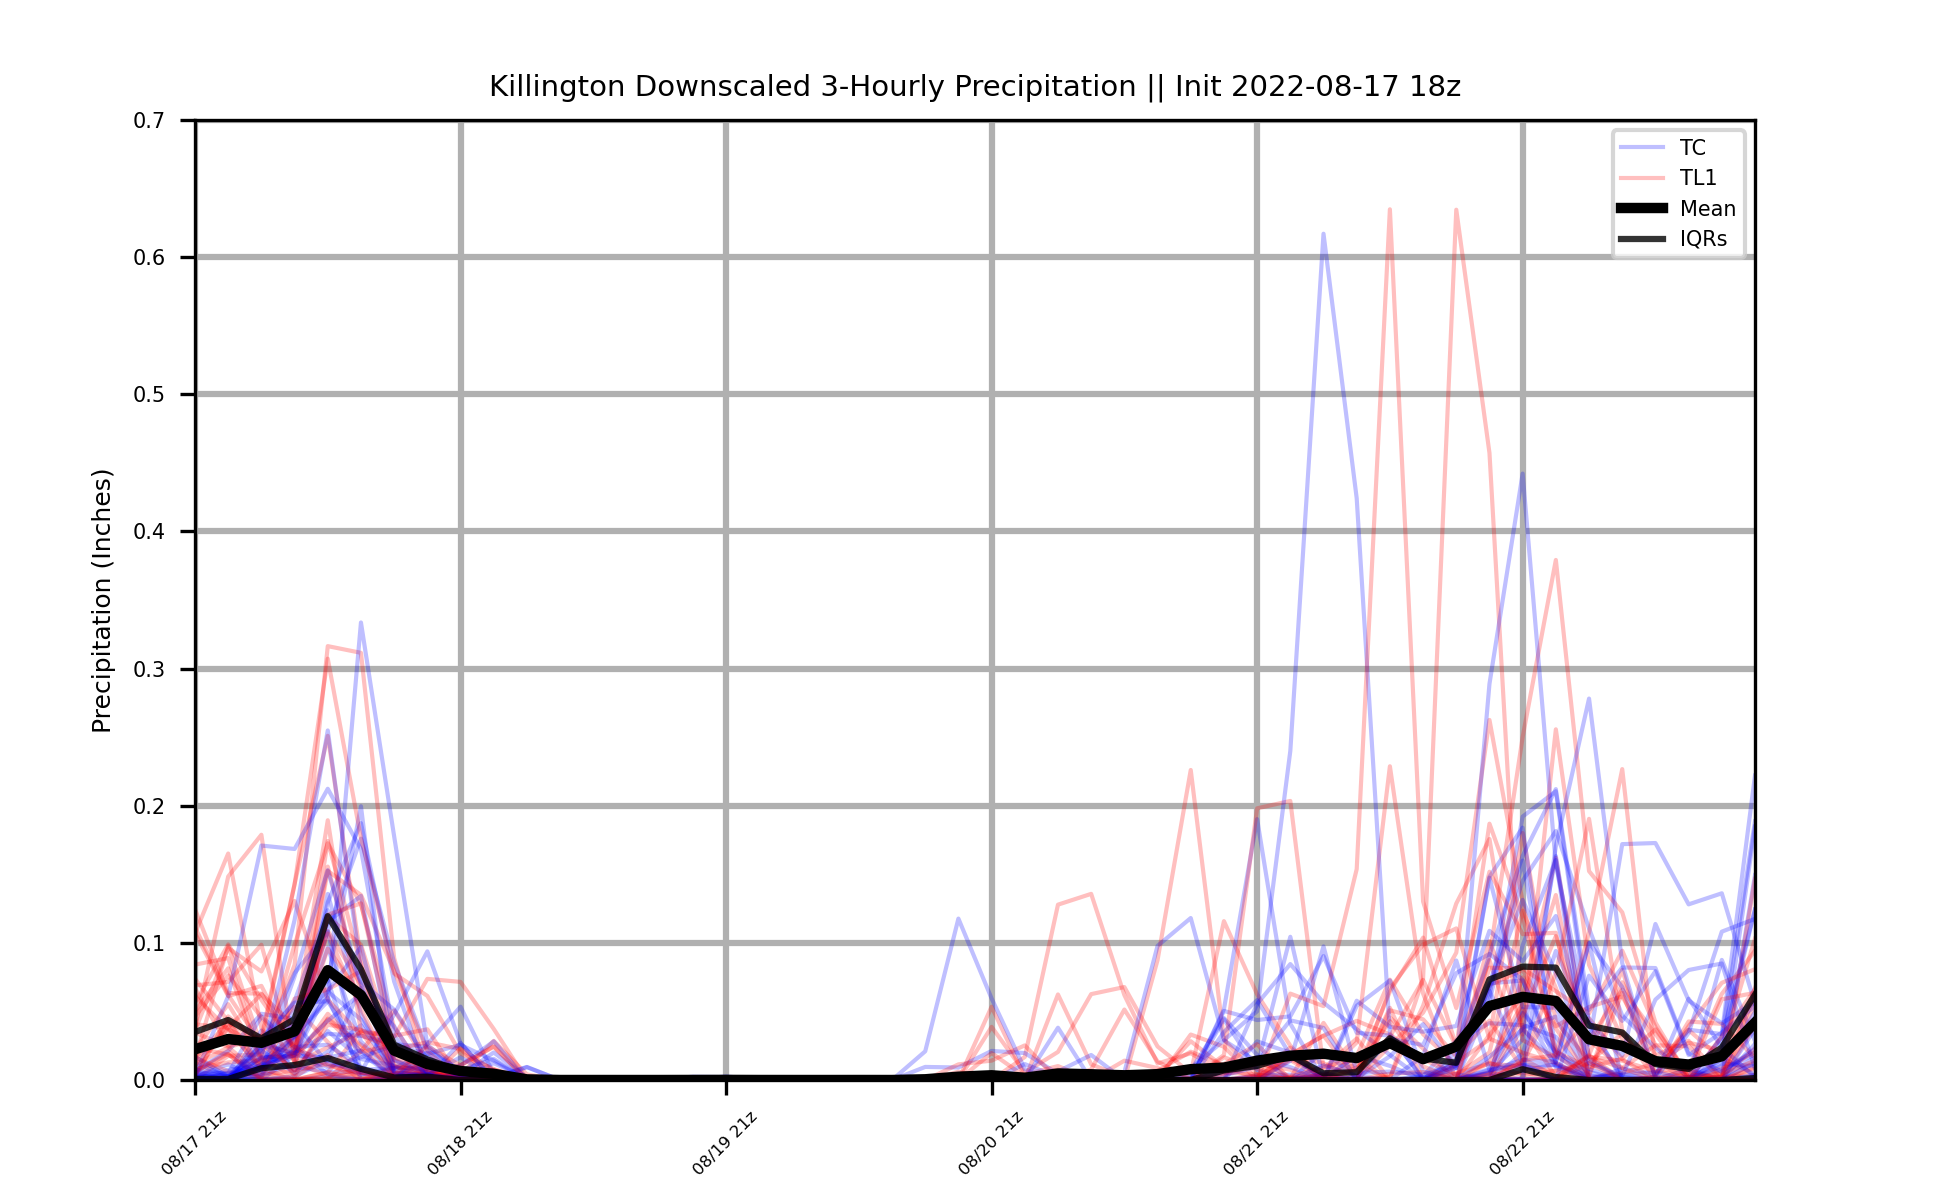 Killington Downscaled 3-Hourly Precipitation || Init 2022-08-17 18z
0.7
0.6
0.5
0.4
0.3
0.2
0.1
0.0
Precipitation (Inches)
TC
TL1
Mean
IQRs
08/17 21z
08/18 21z
08/19 21z
08/20 21z
08/21 21z
08/22 21z